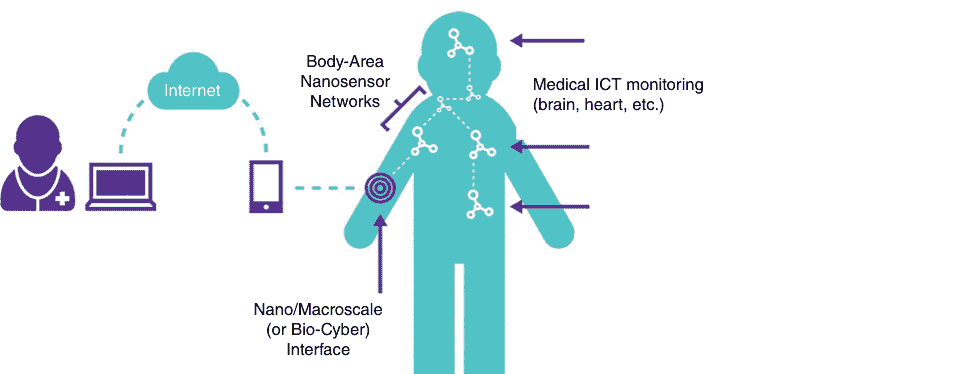 Internet
Body-Area
Nanosensor
Networks
Medical ICT monitoring
(brain, heart, etc.)
Nano/Macroscale
(or Bio-Cyber)
Interface